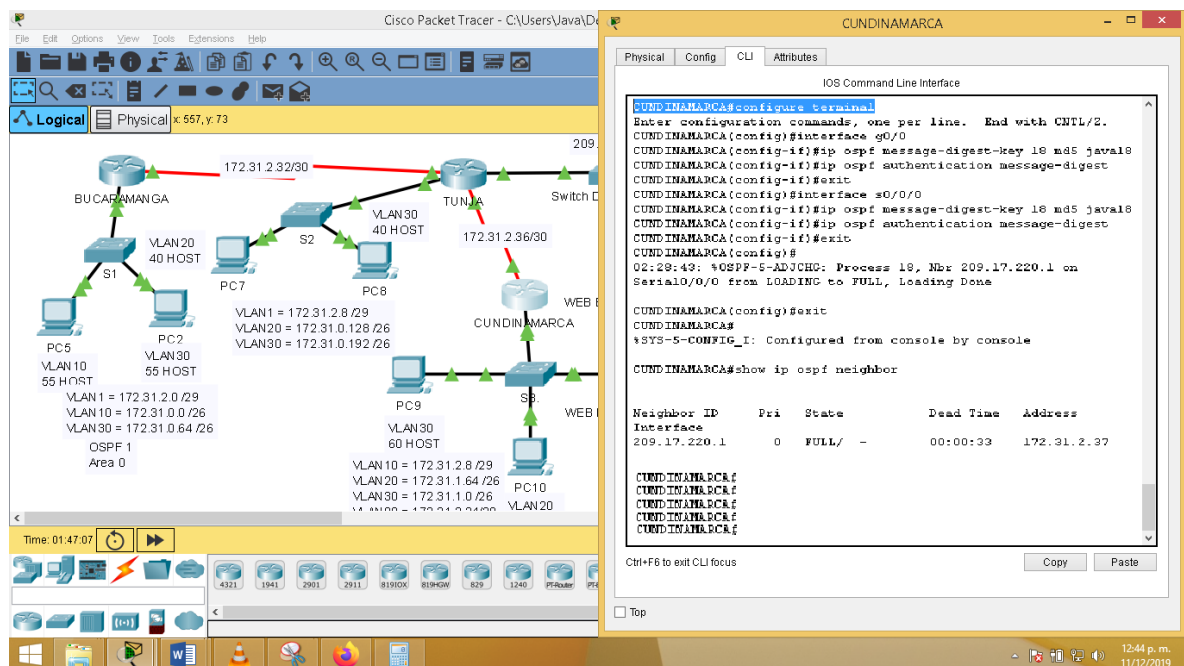 Cisco Packet Tracer - C:\Users\Java\De
File Edit Options View Tools Extensions Help
Logical Physical x: 557, y: 73
209.
172.31.2.32/30
BUCARAMANGA
TUNJA
Switch D
VLAN 30
40 HOST
S2
172.31.2.36/30
VLAN 20
40 HOST
S1
PC7
PC8
WEB E
VLAN1 = 172.31.2.8 /29
VLAN20 = 172.31.0.128 /26
VLAN30 = 172.31.0.192 /26
CUNDINAMARCA
PC5
PC2
VLAN 10
55 HOST
VLAN30
55 HOST
VLAN 1 = 172.31.2.0 /29
VLAN 10 = 172.31.0.0 /26
VLAN 30 = 172.31.0.64 /26
OSPF 1
Area 0
PC9
S3.
WEB
VLAN30
60 HOST
VLAN 10 = 172.31.2.8 /29
VLAN 20 = 172.31.1.64 /26
VLAN 30 = 172.31.1.0 /26
PC10
VLAN 20
Time: 01:47:07
4321 1941 2901 2911 819IOX 819HGW 829 1240 PT-Router
CUNDINAMARCA
Physical Config CLI Attributes
IOS Command Line Interface
CUNDINAMARCA#configure terminal
Enter configuration commands, one per line. End with CNTL/Z.
CUNDINAMARCA(config)#interface g0/0
CUNDINAMARCA(config-if)#ip ospf message-digest-key 18 md5 java18
CUNDINAMARCA(config-if)#ip ospf authentication message-digest
CUNDINAMARCA(config-if)#exit
CUNDINAMARCA(config)#interface s0/0/0
CUNDINAMARCA(config-if)#ip ospf message-digest-key 18 md5 java18
CUNDINAMARCA(config-if)#ip ospf authentication message-digest
CUNDINAMARCA(config-if)#exit
CUNDINAMARCA(config)#
02:28:43: %OSPF-5-ADJCHG: Process 18, Nbr 209.17.220.1 on
Serial0/0/0 from LOADING to FULL, Loading Done
CUNDINAMARCA(config)#exit
CUNDINAMARCA#
%SYS-5-CONFIG_I: Configured from console by console
CUNDINAMARCA#show ip ospf neighbor
Neighbor ID Pri State Dead Time Address
Interface
209.17.220.1 0 FULL/ - 00:00:33 172.31.2.37
CUNDINAMARCA#
CUNDINAMARCA#
CUNDINAMARCA#
CUNDINAMARCA#
CUNDINAMARCA#
Ctrl+F6 to exit CLI focus
Copy Paste
Top
12:44 p. m.
11/12/2019